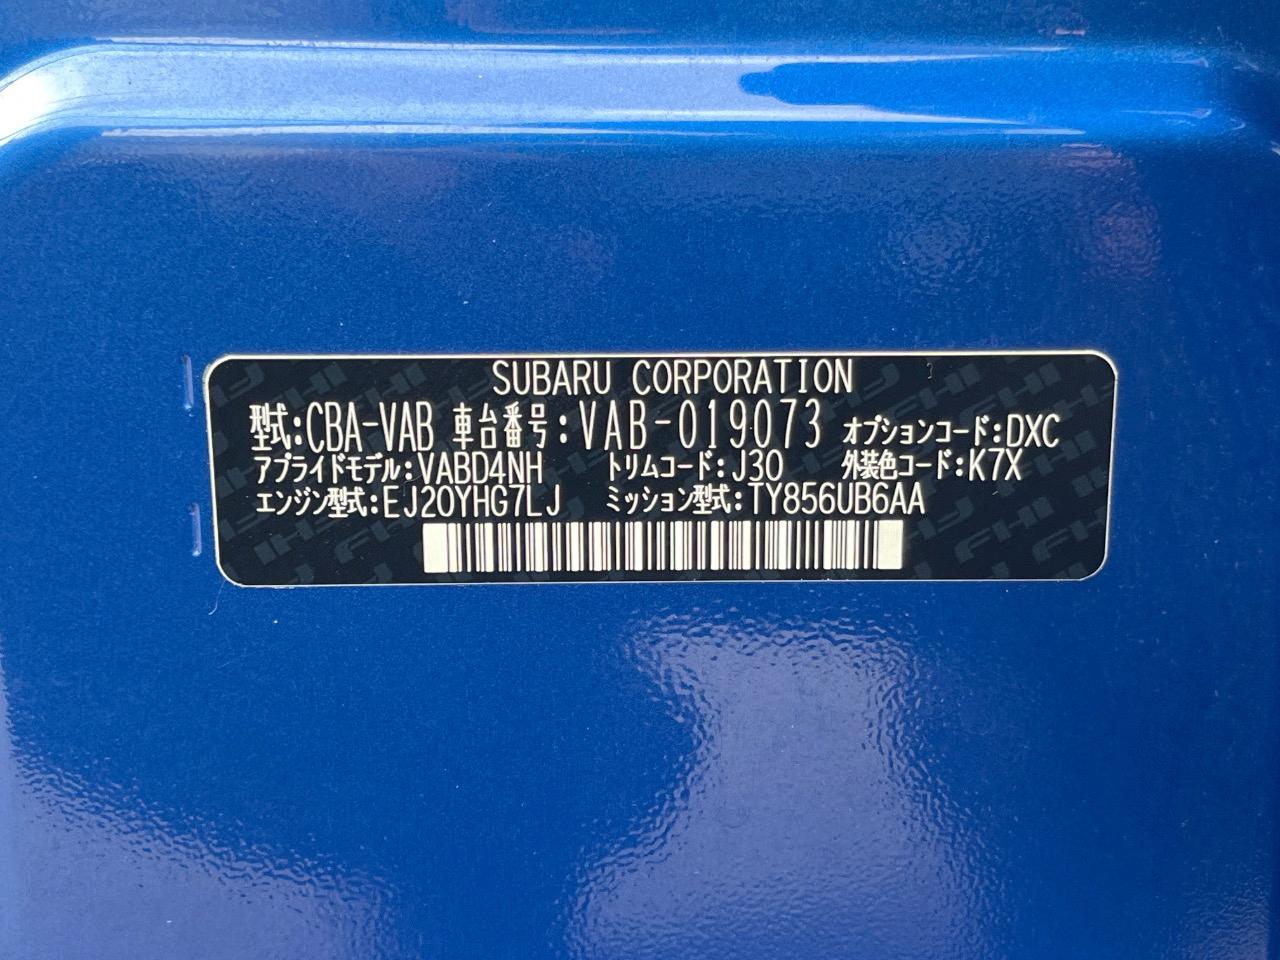 SUBARU CORPORATION
型式:CBA-VAB 車台番号:VAB-019073 オプションコード:DXC
アプライドモデル:VABD4NH トリムコード:J30 外装色コード:K7X
エンジン型式:EJ20YHG7LJ ミッション型式:TY856UB6AA